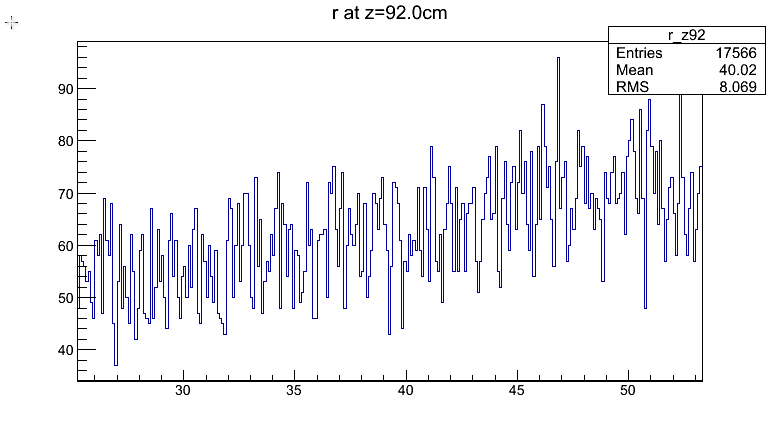 r at z=92.0cm
r_z92
Entries 17566
Mean 40.02
RMS 8.069
90
80
70
60
50
40
30 35 40 45 50